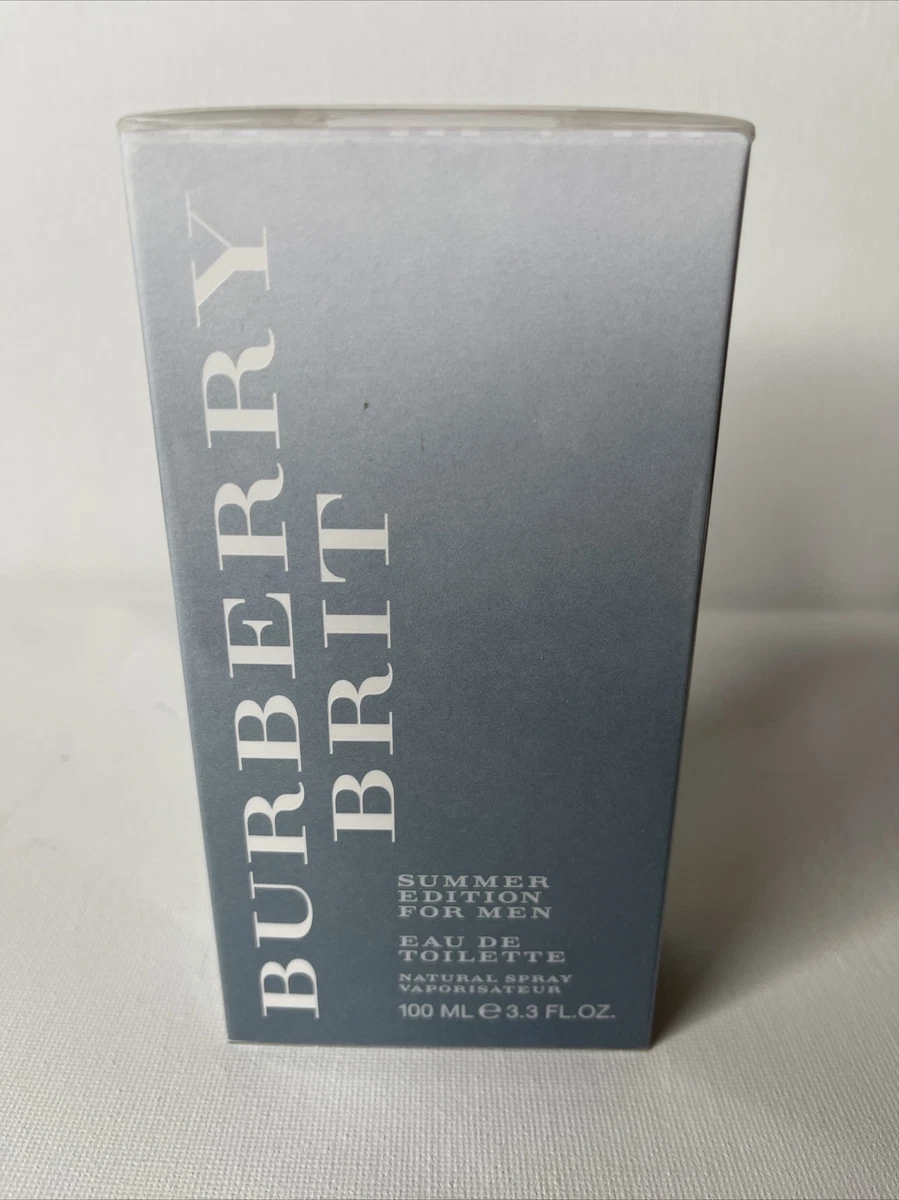 BURBERRY
BRIT
SUMMER
EDITION
FOR MEN
EAU DE
TOILETTE
NATURAL SPRAY
VAPORISATEUR
100 ML e 3.3 FL.OZ.